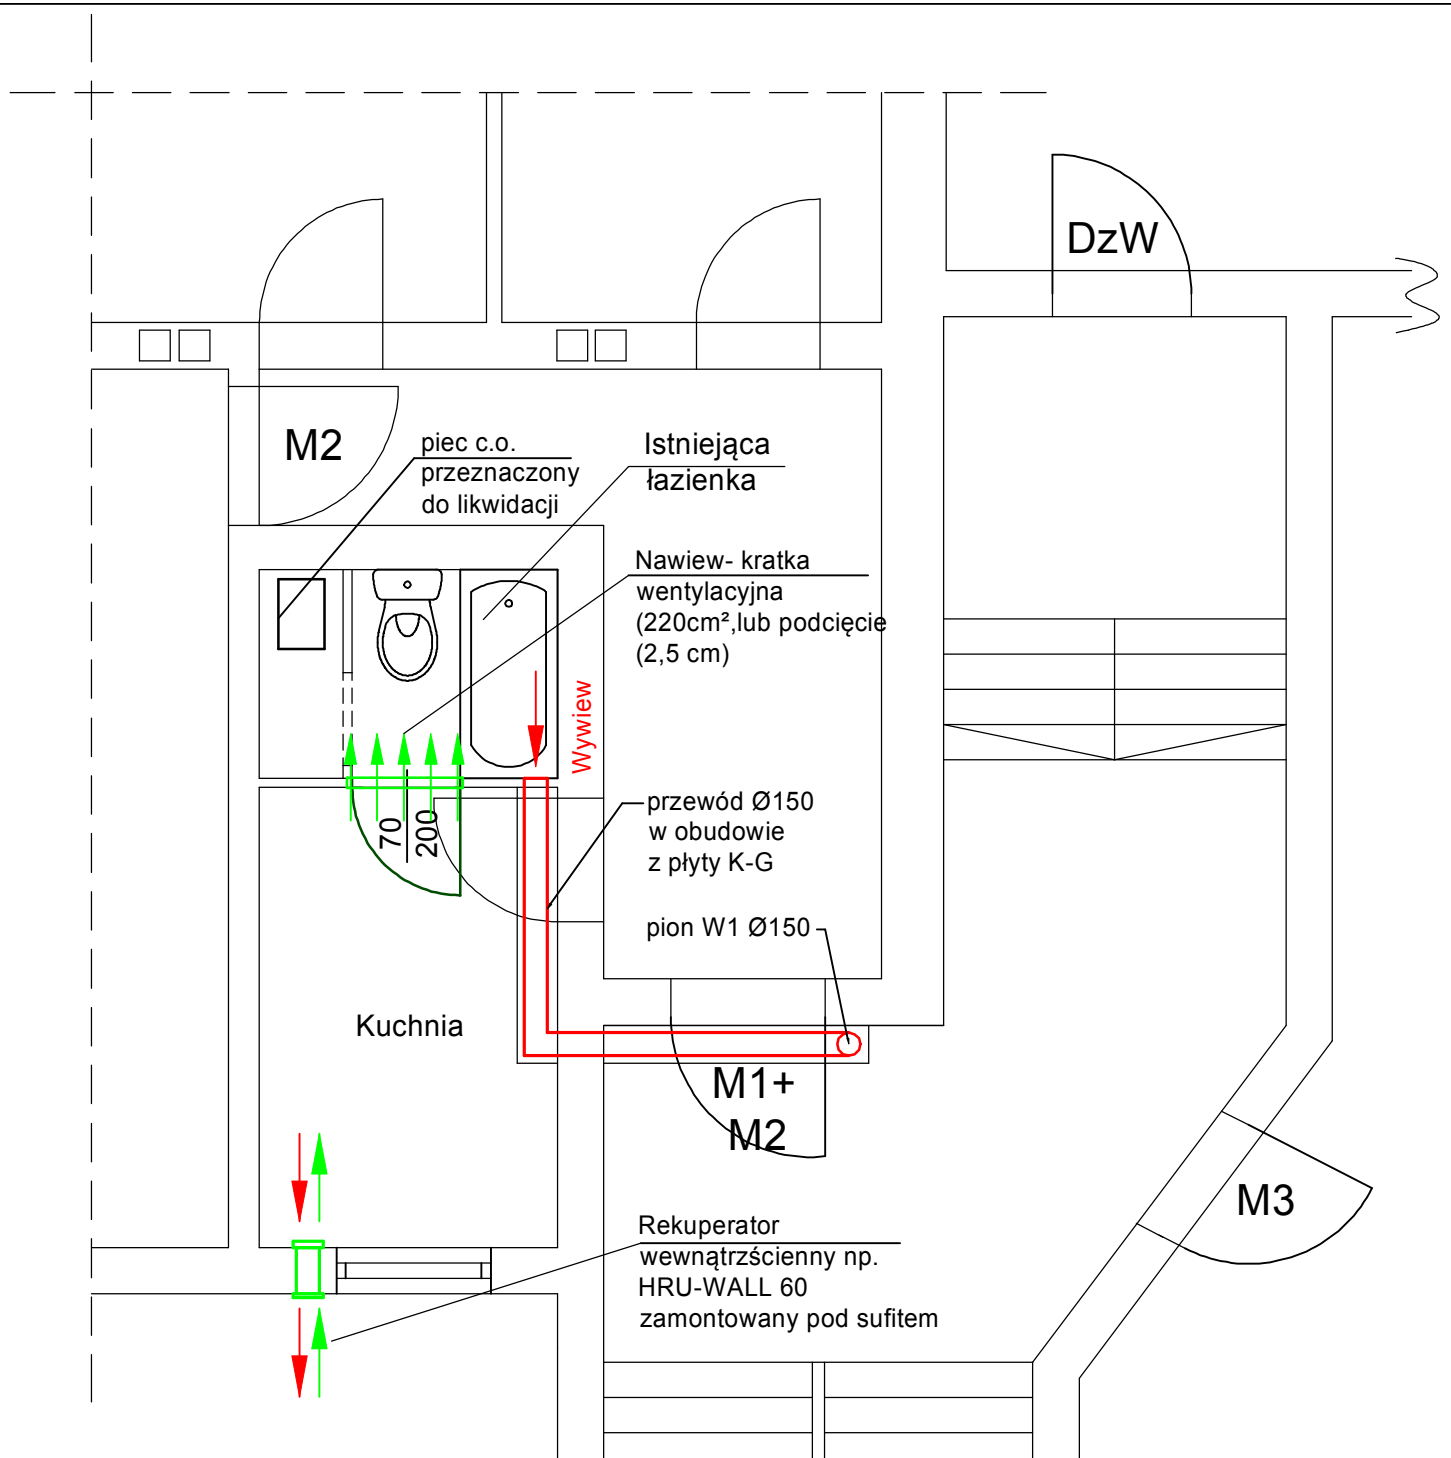 DzW
M2
piec c.o.
przeznaczony
do likwidacji
Istniejąca
łazienka
Nawiew- kratka
wentylacyjna
(220cm²,lub podcięcie
(2,5 cm)
Wywiew
70
200
przewód Ø150
w obudowie
z płyty K-G
pion W1 Ø150
Kuchnia
M1+
M2
M3
Rekuperator
wewnątrzścienny np.
HRU-WALL 60
zamontowany pod sufitem